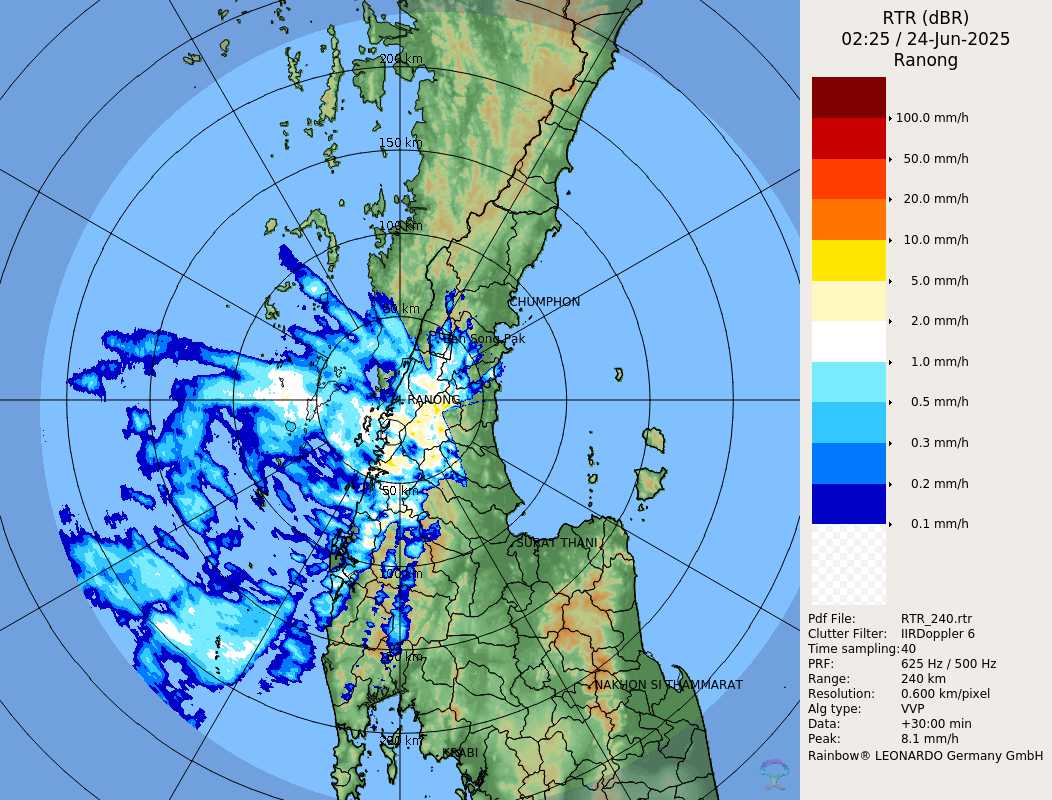 RTR (dBR)
02:25 / 24-Jun-2025
Ranong
100.0 mm/h
50.0 mm/h
20.0 mm/h
10.0 mm/h
5.0 mm/h
2.0 mm/h
1.0 mm/h
0.5 mm/h
0.3 mm/h
0.2 mm/h
0.1 mm/h
Pdf File: RTR_240.rtr
Clutter Filter: IIRDoppler 6
Time sampling: 40
PRF: 625 Hz / 500 Hz
Range: 240 km
Resolution: 0.600 km/pixel
Alg type: VVP
Data: +30:00 min
Peak: 8.1 mm/h
Rainbow® LEONARDO Germany GmbH
200 km
150 km
100 km
CHUMPHON
50 km
Ban Song Pak
RANONG
50 km
SURAT THANI
100 km
150 km
NAKHON SI THAMMARAT
200 km
KRABI